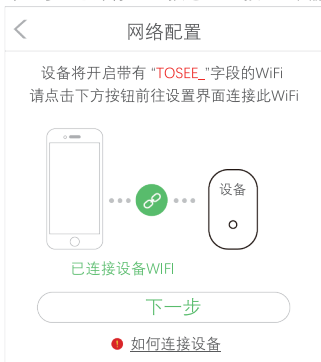 网络配置
设备将开启带有 “TOSEE_"字段的WiFi
请点击下方按钮前往设置界面连接此WiFi
设备
已连接设备WIFI
下一步
如何连接设备